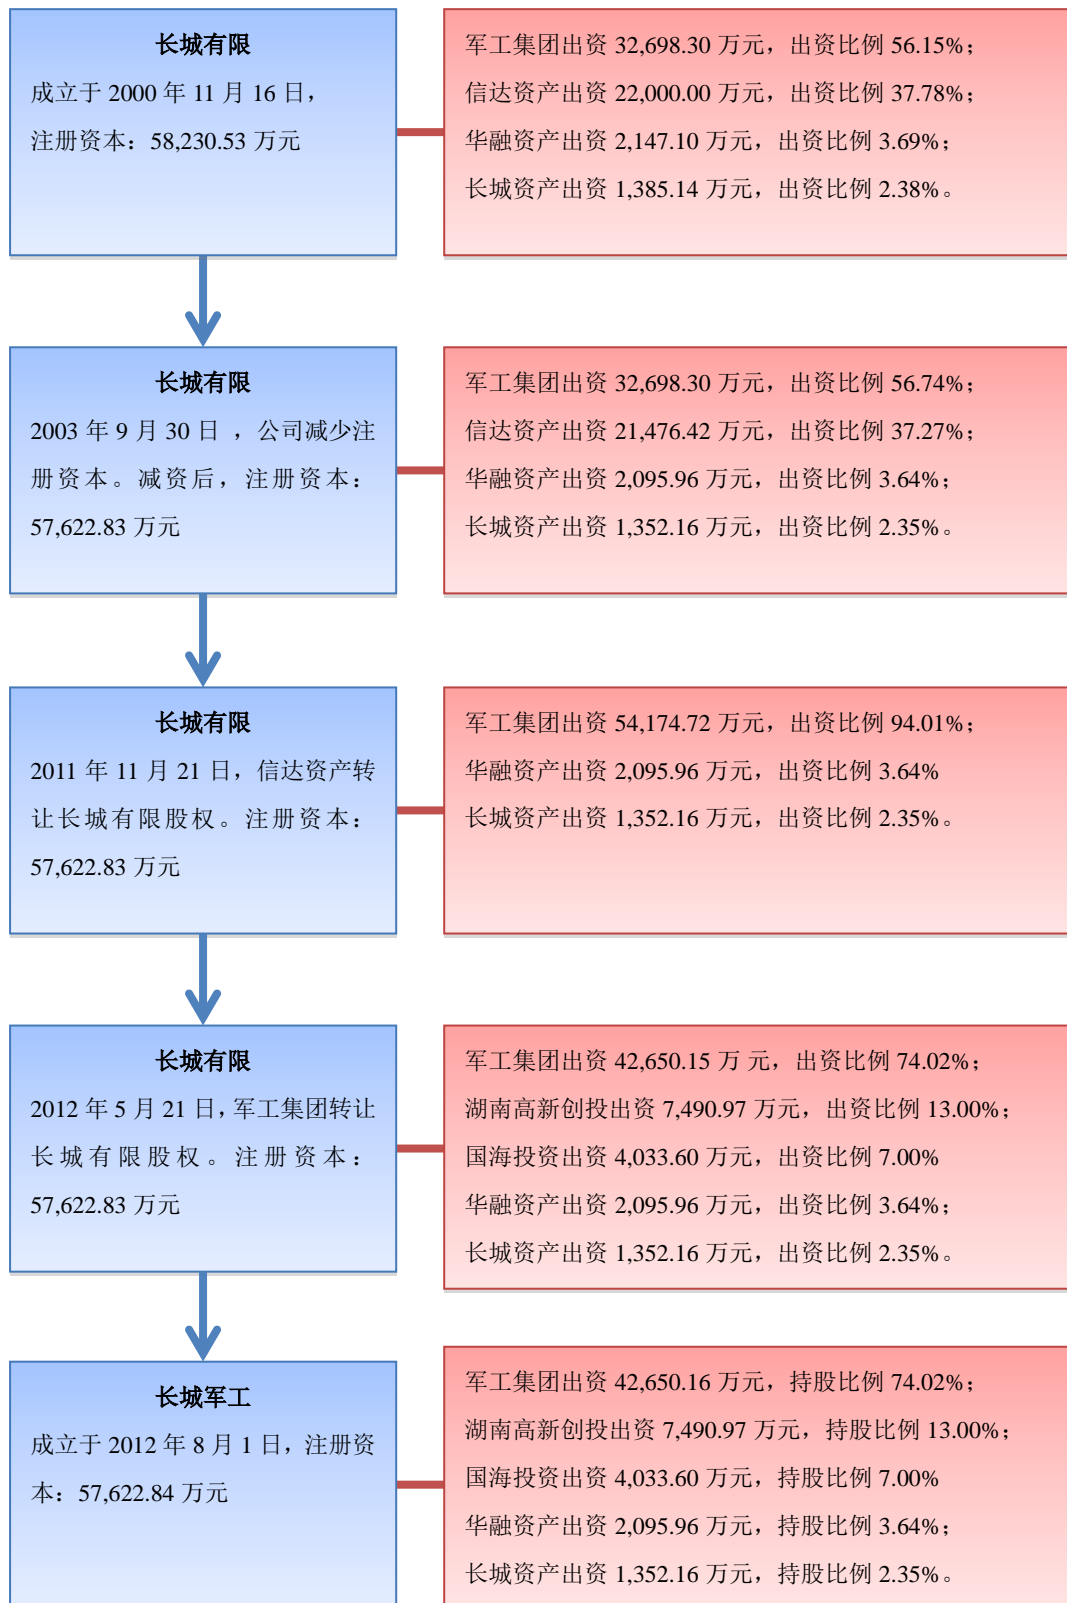 长城有限
成立于 2000 年 11 月 16 日，
注册资本：58,230.53 万元
军工集团出资 32,698.30 万元，出资比例 56.15%；
信达资产出资 22,000.00 万元，出资比例 37.78%；
华融资产出资 2,147.10 万元，出资比例 3.69%；
长城资产出资 1,385.14 万元，出资比例 2.38%。
长城有限
2003 年 9 月 30 日 ，公司减少注
册资本。减资后，注册资本：
57,622.83 万元
军工集团出资 32,698.30 万元，出资比例 56.74%；
信达资产出资 21,476.42 万元，出资比例 37.27%；
华融资产出资 2,095.96 万元，出资比例 3.64%；
长城资产出资 1,352.16 万元，出资比例 2.35%。
长城有限
2011 年 11 月 21 日，信达资产转
让长城有限股权。注册资本：
57,622.83 万元
军工集团出资 54,174.72 万元，出资比例 94.01%；
华融资产出资 2,095.96 万元，出资比例 3.64%
长城资产出资 1,352.16 万元，出资比例 2.35%。
长城有限
2012 年 5 月 21 日，军工集团转让
长城有限股权。注册资本：
57,622.83 万元
军工集团出资 42,650.15 万 元，出资比例 74.02%；
湖南高新创投出资 7,490.97 万元，出资比例 13.00%；
国海投资出资 4,033.60 万元，出资比例 7.00%
华融资产出资 2,095.96 万元，出资比例 3.64%；
长城资产出资 1,352.16 万元，出资比例 2.35%。
长城军工
成立于 2012 年 8 月 1 日，注册资
本：57,622.84 万元
军工集团出资 42,650.16 万元，持股比例 74.02%；
湖南高新创投出资 7,490.97 万元，持股比例 13.00%；
国海投资出资 4,033.60 万元，持股比例 7.00%
华融资产出资 2,095.96 万元，持股比例 3.64%；
长城资产出资 1,352.16 万元，持股比例 2.35%。